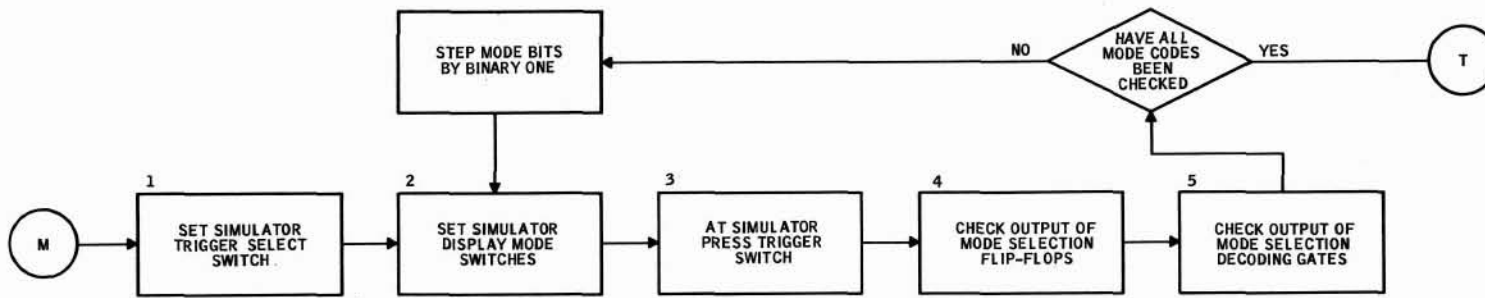 STEP MODE BITS
BY BINARY ONE
NO
HAVE ALL
MODE CODES
BEEN
CHECKED
YES
T
M
1
SET SIMULATOR
TRIGGER SELECT
SWITCH
2
SET SIMULATOR
DISPLAY MODE
SWITCHES
3
AT SIMULATOR
PRESS TRIGGER
SWITCH
4
CHECK OUTPUT OF
MODE SELECTION
FLIP-FLOPS
5
CHECK OUTPUT OF
MODE SELECTION
DECODING GATES